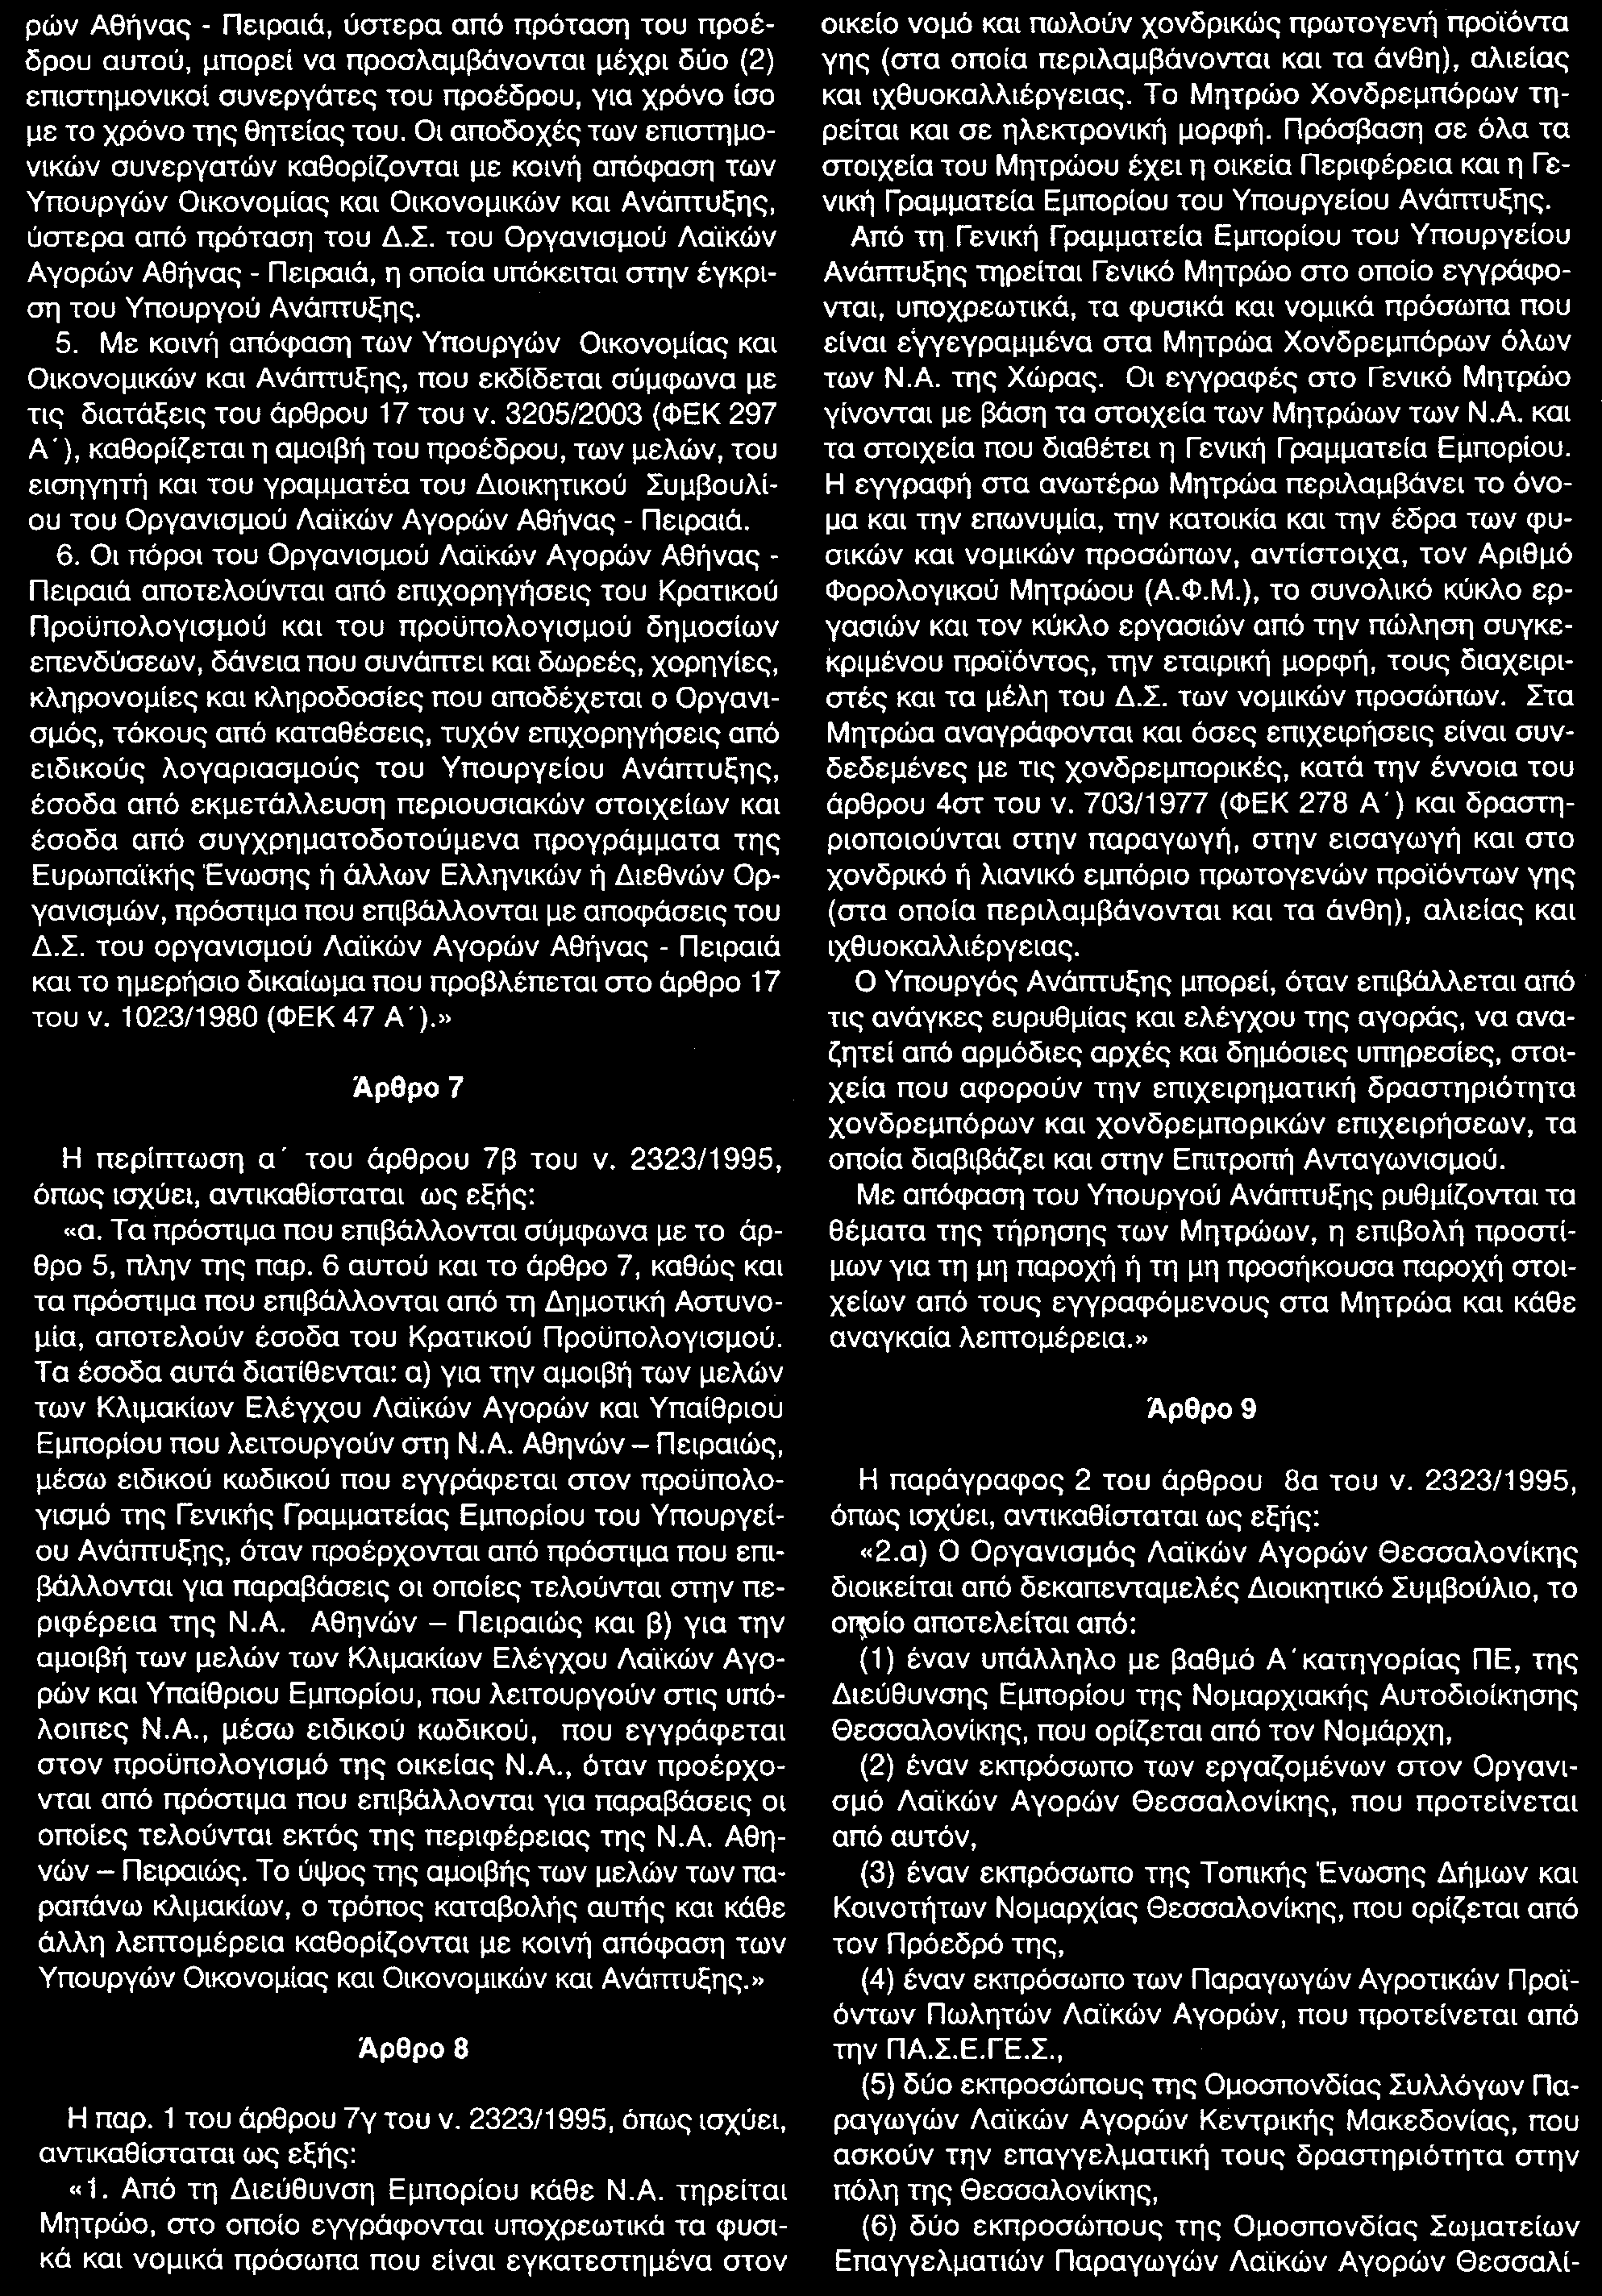 ρών Αθήνας - Πειραιά, ύστερα από πρόταση του προέ-
δρου αυτού, μπορεί να προσλαμβάνονται μέχρι δύο (2)
επιστημονικοί συνεργάτες του προέδρου, για χρόνο ίσο
με το χρόνο της θητείας του. Οι αποδοχές των επιστημο-
νικών συνεργατών καθορίζονται με κοινή απόφαση των
Υπουργών Οικονομίας και Οικονομικών και Ανάπτυξης,
ύστερα από πρόταση του Δ.Σ. του Οργανισμού Λαϊκών
Αγορών Αθήνας - Πειραιά, η οποία υπόκειται στην έγκρι-
ση του Υπουργού Ανάπτυξης.
5. Με κοινή απόφαση των Υπουργών Οικονομίας και
Οικονομικών και Ανάπτυξης, που εκδίδεται σύμφωνα με
τις διατάξεις του άρθρου 17 του ν. 3205/2003 (ΦΕΚ 297
Α΄), καθορίζεται η αμοιβή του προέδρου, των μελών, του
εισηγητή και του γραμματέα του Διοικητικού Συμβουλί-
ου του Οργανισμού Λαϊκών Αγορών Αθήνας - Πειραιά.
6. Οι πόροι του Οργανισμού Λαϊκών Αγορών Αθήνας -
Πειραιά αποτελούνται από επιχορηγήσεις του Κρατικού
Προϋπολογισμού και του προϋπολογισμού δημοσίων
επενδύσεων, δάνεια που συνάπτει και δωρεές, χορηγίες,
κληρονομίες και κληροδοσίες που αποδέχεται ο Οργανι-
σμός, τόκους από καταθέσεις, τυχόν επιχορηγήσεις από
ειδικούς λογαριασμούς του Υπουργείου Ανάπτυξης,
έσοδα από εκμετάλλευση περιουσιακών στοιχείων και
έσοδα από συγχρηματοδοτούμενα προγράμματα της
Ευρωπαϊκής Ένωσης ή άλλων Ελληνικών ή Διεθνών Ορ-
γανισμών, πρόστιμα που επιβάλλονται με αποφάσεις του
Δ.Σ. του οργανισμού Λαϊκών Αγορών Αθήνας - Πειραιά
και το ημερήσιο δικαίωμα που προβλέπεται στο άρθρο 17
του ν. 1023/1980 (ΦΕΚ 47 Α΄).»
Άρθρο 7
Η περίπτωση α΄ του άρθρου 7β του ν. 2323/1995,
όπως ισχύει, αντικαθίσταται ως εξής:
«α. Τα πρόστιμα που επιβάλλονται σύμφωνα με το άρ-
θρο 5, πλην της παρ. 6 αυτού και το άρθρο 7, καθώς και
τα πρόστιμα που επιβάλλονται από τη Δημοτική Αστυνο-
μία, αποτελούν έσοδα του Κρατικού Προϋπολογισμού.
Τα έσοδα αυτά διατίθενται: α) για την αμοιβή των μελών
των Κλιμακίων Ελέγχου Λαϊκών Αγορών και Υπαίθριου
Εμπορίου που λειτουργούν στη Ν.Α. Αθηνών – Πειραιώς,
μέσω ειδικού κωδικού που εγγράφεται στον προϋπολο-
γισμό της Γενικής Γραμματείας Εμπορίου του Υπουργεί-
ου Ανάπτυξης, όταν προέρχονται από πρόστιμα που επι-
βάλλονται για παραβάσεις οι οποίες τελούνται στην πε-
ριφέρεια της Ν.Α. Αθηνών – Πειραιώς και β) για την
αμοιβή των μελών των Κλιμακίων Ελέγχου Λαϊκών Αγο-
ρών και Υπαίθριου Εμπορίου, που λειτουργούν στις υπό-
λοιπες Ν.Α., μέσω ειδικού κωδικού, που εγγράφεται
στον προϋπολογισμό της οικείας Ν.Α., όταν προέρχο-
νται από πρόστιμα που επιβάλλονται για παραβάσεις οι
οποίες τελούνται εκτός της περιφέρειας της Ν.Α. Αθη-
νών – Πειραιώς. Το ύψος της αμοιβής των μελών των πα-
ραπάνω κλιμακίων, ο τρόπος καταβολής αυτής και κάθε
άλλη λεπτομέρεια καθορίζονται με κοινή απόφαση των
Υπουργών Οικονομίας και Οικονομικών και Ανάπτυξης.»
Άρθρο 8
Η παρ. 1 του άρθρου 7γ του ν. 2323/1995, όπως ισχύει,
αντικαθίσταται ως εξής:
«1. Από τη Διεύθυνση Εμπορίου κάθε Ν.Α. τηρείται
Μητρώο, στο οποίο εγγράφονται υποχρεωτικά τα φυσι-
κά και νομικά πρόσωπα που είναι εγκατεστημένα στον
οικείο νομό και πωλούν χονδρικώς πρωτογενή προϊόντα
γης (στα οποία περιλαμβάνονται και τα άνθη), αλιείας
και ιχθυοκαλλιέργειας. Το Μητρώο Χονδρεμπόρων τη-
ρείται και σε ηλεκτρονική μορφή. Πρόσβαση σε όλα τα
στοιχεία του Μητρώου έχει η οικεία Περιφέρεια και η Γε-
νική Γραμματεία Εμπορίου του Υπουργείου Ανάπτυξης.
Από τη Γενική Γραμματεία Εμπορίου του Υπουργείου
Ανάπτυξης τηρείται Γενικό Μητρώο στο οποίο εγγράφο-
νται, υποχρεωτικά, τα φυσικά και νομικά πρόσωπα που
είναι εγγεγραμμένα στα Μητρώα Χονδρεμπόρων όλων
των Ν.Α. της Χώρας. Οι εγγραφές στο Γενικό Μητρώο
γίνονται με βάση τα στοιχεία των Μητρώων των Ν.Α. και
τα στοιχεία που διαθέτει η Γενική Γραμματεία Εμπορίου.
Η εγγραφή στα ανωτέρω Μητρώα περιλαμβάνει το όνο-
μα και την επωνυμία, την κατοικία και την έδρα των φυ-
σικών και νομικών προσώπων, αντίστοιχα, τον Αριθμό
Φορολογικού Μητρώου (Α.Φ.Μ.), το συνολικό κύκλο ερ-
γασιών και τον κύκλο εργασιών από την πώληση συγκε-
κριμένου προϊόντος, την εταιρική μορφή, τους διαχειρι-
στές και τα μέλη του Δ.Σ. των νομικών προσώπων. Στα
Μητρώα αναγράφονται και όσες επιχειρήσεις είναι συν-
δεδεμένες με τις χονδρεμπορικές, κατά την έννοια του
άρθρου 4στ του ν. 703/1977 (ΦΕΚ 278 Α΄) και δραστη-
ριοποιούνται στην παραγωγή, στην εισαγωγή και στο
χονδρικό ή λιανικό εμπόριο πρωτογενών προϊόντων γης
(στα οποία περιλαμβάνονται και τα άνθη), αλιείας και
ιχθυοκαλλιέργειας.
Ο Υπουργός Ανάπτυξης μπορεί, όταν επιβάλλεται από
τις ανάγκες ευρυθμίας και ελέγχου της αγοράς, να ανα-
ζητεί από αρμόδιες αρχές και δημόσιες υπηρεσίες, στοι-
χεία που αφορούν την επιχειρηματική δραστηριότητα
χονδρεμπόρων και χονδρεμπορικών επιχειρήσεων, τα
οποία διαβιβάζει και στην Επιτροπή Ανταγωνισμού.
Με απόφαση του Υπουργού Ανάπτυξης ρυθμίζονται τα
θέματα της τήρησης των Μητρώων, η επιβολή προστί-
μων για τη μη παροχή ή τη μη προσήκουσα παροχή στοι-
χείων από τους εγγραφόμενους στα Μητρώα και κάθε
αναγκαία λεπτομέρεια.»
Άρθρο 9
Η παράγραφος 2 του άρθρου 8α του ν. 2323/1995,
όπως ισχύει, αντικαθίσταται ως εξής:
«2.α) Ο Οργανισμός Λαϊκών Αγορών Θεσσαλονίκης
διοικείται από δεκαπενταμελές Διοικητικό Συμβούλιο, το
οποίο αποτελείται από:
(1) έναν υπάλληλο με βαθμό Α΄ κατηγορίας ΠΕ, της
Διεύθυνσης Εμπορίου της Νομαρχιακής Αυτοδιοίκησης
Θεσσαλονίκης, που ορίζεται από τον Νομάρχη,
(2) έναν εκπρόσωπο των εργαζομένων στον Οργανι-
σμό Λαϊκών Αγορών Θεσσαλονίκης, που προτείνεται
από αυτόν,
(3) έναν εκπρόσωπο της Τοπικής Ένωσης Δήμων και
Κοινοτήτων Νομαρχίας Θεσσαλονίκης, που ορίζεται από
τον Πρόεδρό της,
(4) έναν εκπρόσωπο των Παραγωγών Αγροτικών Προϊ-
όντων Πωλητών Λαϊκών Αγορών, που προτείνεται από
την ΠΑ.Σ.Ε.ΓΕ.Σ.,
(5) δύο εκπροσώπους της Ομοσπονδίας Συλλόγων Πα-
ραγωγών Λαϊκών Αγορών Κεντρικής Μακεδονίας, που
ασκούν την επαγγελματική τους δραστηριότητα στην
πόλη της Θεσσαλονίκης,
(6) δύο εκπροσώπους της Ομοσπονδίας Σωματείων
Επαγγελματιών Παραγωγών Λαϊκών Αγορών Θεσσαλί-